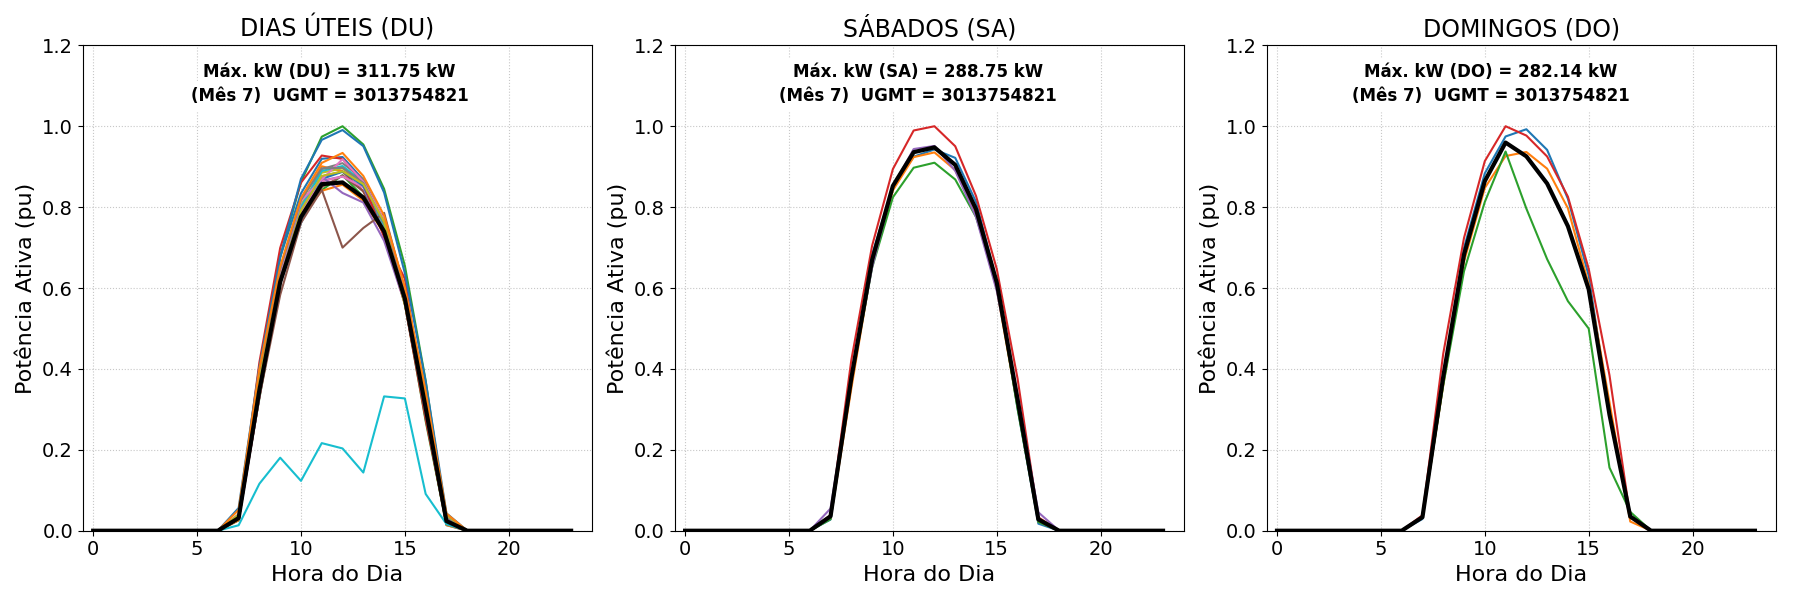 DIAS ÚTEIS (DU)
Máx. kW (DU) = 311.75 kW
(Mês 7)  UGMT = 3013754821
Potência Ativa (pu)
1.2
1.0
0.8
0.6
0.4
0.2
0.0
0 5 10 15 20
Hora do Dia
SÁBADOS (SA)
Máx. kW (SA) = 288.75 kW
(Mês 7)  UGMT = 3013754821
Potência Ativa (pu)
1.2
1.0
0.8
0.6
0.4
0.2
0.0
0 5 10 15 20
Hora do Dia
DOMINGOS (DO)
Máx. kW (DO) = 282.14 kW
(Mês 7)  UGMT = 3013754821
Potência Ativa (pu)
1.2
1.0
0.8
0.6
0.4
0.2
0.0
0 5 10 15 20
Hora do Dia